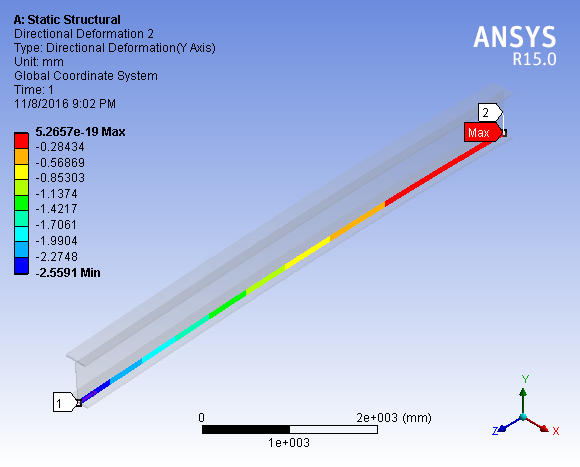 A: Static Structural
Directional Deformation 2
Type: Directional Deformation(Y Axis)
Unit: mm
Global Coordinate System
Time: 1
11/8/2016 9:02 PM
ANSYS
R15.0
5.2657e-19 Max
-0.28434
-0.56869
-0.85303
-1.1374
-1.4217
-1.7061
-1.9904
-2.2748
-2.5591 Min
2
Max
1
0
2e+003 (mm)
1e+003
Y
Z
X